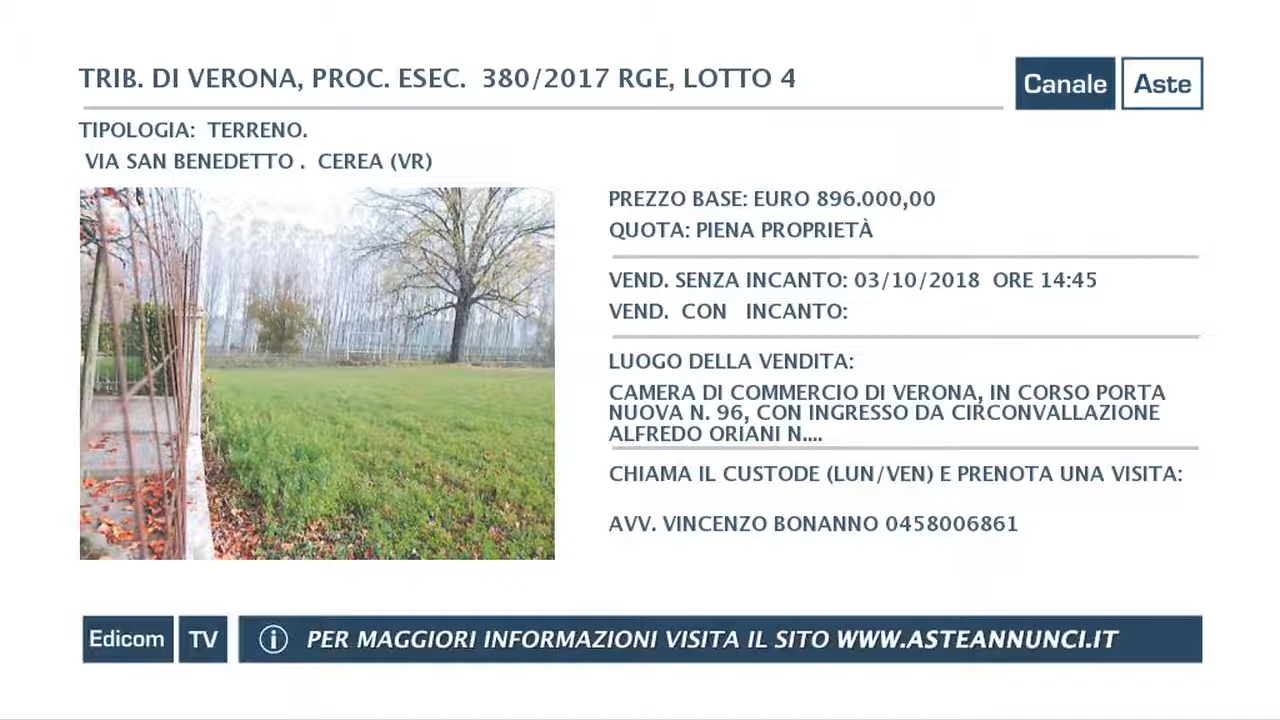 TRIB. DI VERONA, PROC. ESEC. 380/2017 RGE, LOTTO 4
Canale Aste
TIPOLOGIA: TERRENO.
VIA SAN BENEDETTO . CEREA (VR)
PREZZO BASE: EURO 896.000,00
QUOTA: PIENA PROPRIETÀ
VEND. SENZA INCANTO: 03/10/2018 ORE 14:45
VEND. CON INCANTO:
LUOGO DELLA VENDITA:
CAMERA DI COMMERCIO DI VERONA, IN CORSO PORTA
NUOVA N. 96, CON INGRESSO DA CIRCONVALLAZIONE
ALFREDO ORIANI N....
CHIAMA IL CUSTODE (LUN/VEN) E PRENOTA UNA VISITA:
AVV. VINCENZO BONANNO 0458006861
Edicom TV
PER MAGGIORI INFORMAZIONI VISITA IL SITO WWW.ASTEANNUNCI.IT